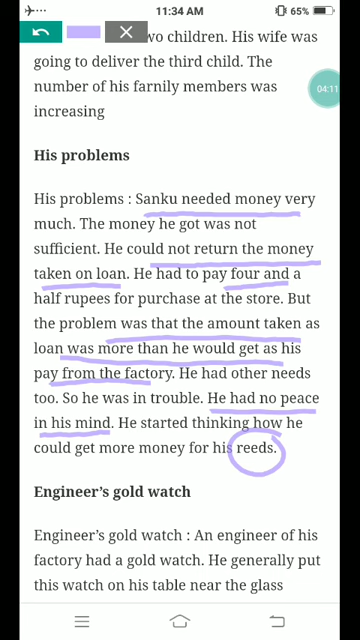 11:34 AM
65%
wo children. His wife was
going to deliver the third child. The
number of his farnily members was
increasing
04:11
His problems
His problems : Sanku needed money very
much. The money he got was not
sufficient. He could not return the money
taken on loan. He had to pay four and a
half rupees for purchase at the store. But
the problem was that the amount taken as
loan was more than he would get as his
pay from the factory. He had other needs
too. So he was in trouble. He had no peace
in his mind. He started thinking how he
could get more money for his reeds.
Engineer's gold watch
Engineer's gold watch : An engineer of his
factory had a gold watch. He generally put
this watch on his table near the glass